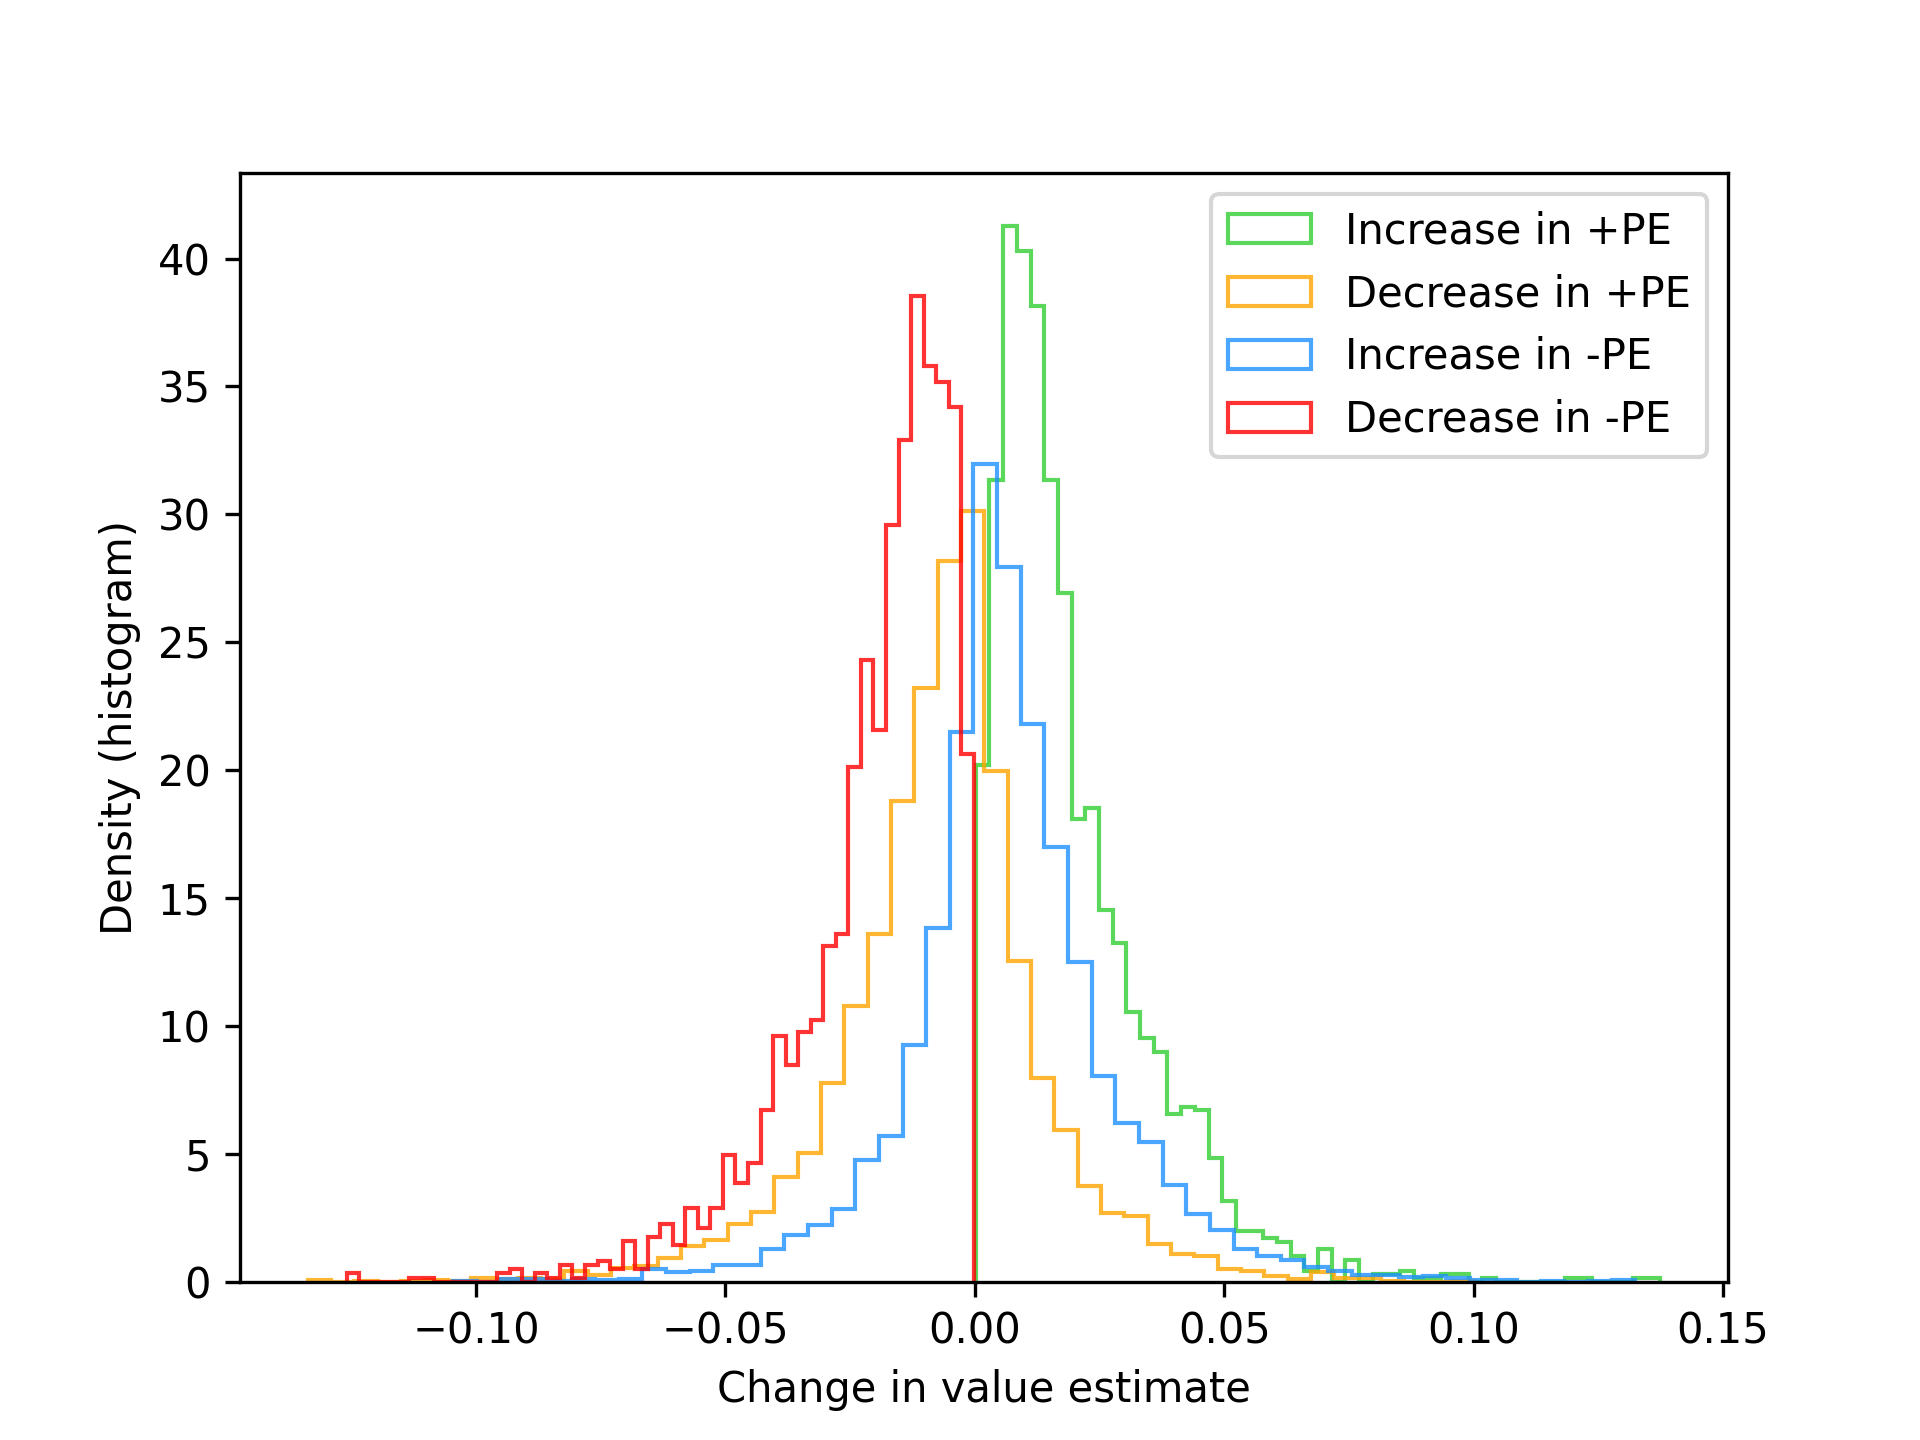 Increase in +PE
Decrease in +PE
Increase in -PE
Decrease in -PE
Density (histogram)
40
35
30
25
20
15
10
5
0
−0.10 −0.05 0.00 0.05 0.10 0.15
Change in value estimate